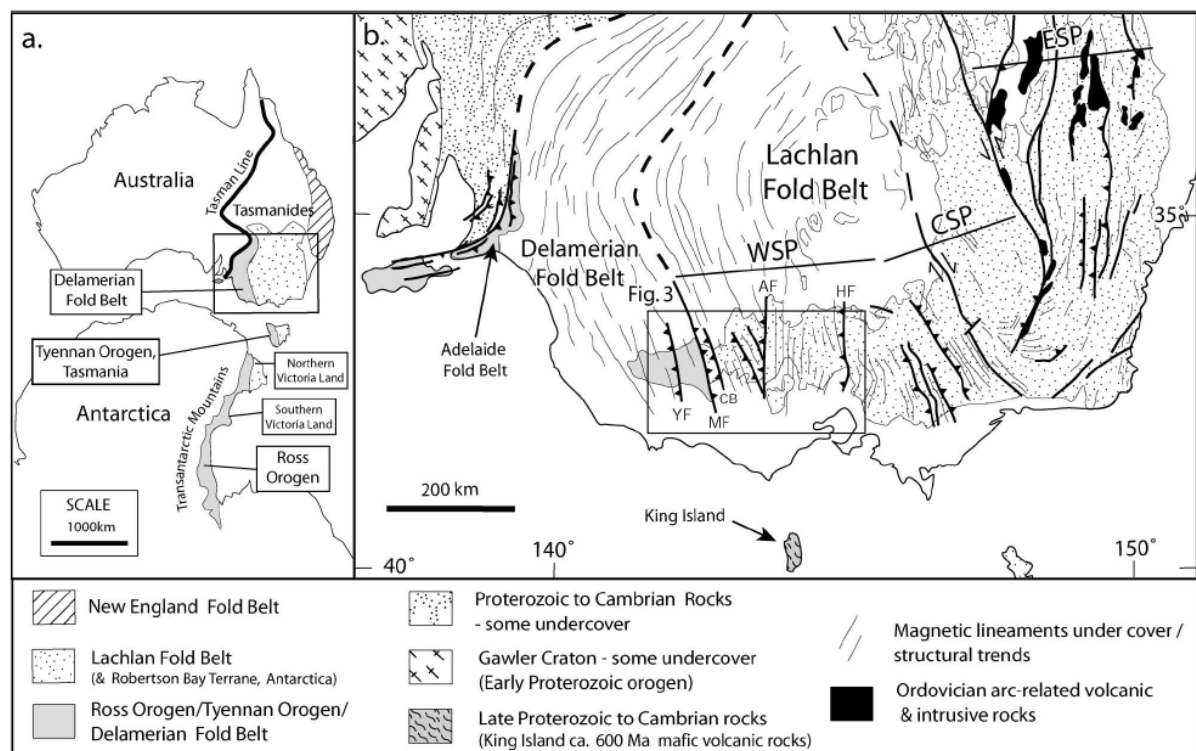 a.
Australia
Tasman Line
Tasmanides
Delamerian
Fold Belt
Tyennan Orogen,
Tasmania
Northern
Victoria Land
Antarctica
Transantarctic Mountains
Southern
Victoria Land
Ross
Orogen
SCALE
1000km
b.
ESP
Lachlan
Fold Belt
35°
CSP
Delamerian
Fold Belt
WSP
Fig. 3
AF
HF
Adelaide
Fold Belt
YF
CB
MF
200 km
King Island
40°
140°
150°
New England Fold Belt
Lachlan Fold Belt
(& Robertson Bay Terrane, Antarctica)
Ross Orogen/Tyennan Orogen/
Delamerian Fold Belt
Proterozoic to Cambrian Rocks
- some undercover
Gawler Craton - some undercover
(Early Proterozoic orogen)
Late Proterozoic to Cambrian rocks
(King Island ca. 600 Ma mafic volcanic rocks)
Magnetic lineaments under cover /
structural trends
Ordovician arc-related volcanic
& intrusive rocks